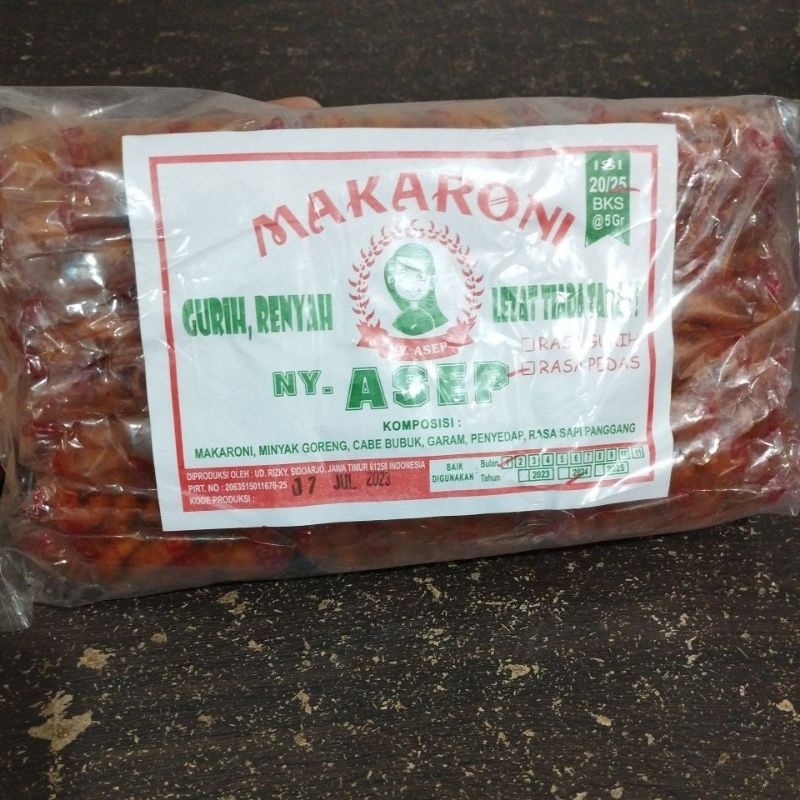 MAKARONI
ISI
20/25
BKS
@5Gr
GURIH, RENYAH
LEZAT TIADA TARA
NY. ASEP
RASA GURIH
RASA PEDAS
NY. ASEP
KOMPOSISI :
MAKARONI, MINYAK GORENG, CABE BUBUK, GARAM, PENYEDAP, RASA SAPI PANGGANG
DIPRODUKSI OLEH : UD. RIZKY, SIDOARJO, JAWA TIMUR 61258 INDONESIA
PIRT. NO : 2063515011676-25
KODE PRODUKSI :
07 JUL 2023
BAIK DIGUNAKAN
Bulan 1 2 3 4 5 6 7 8 9 10 11
Tahun 2023 2024 2025